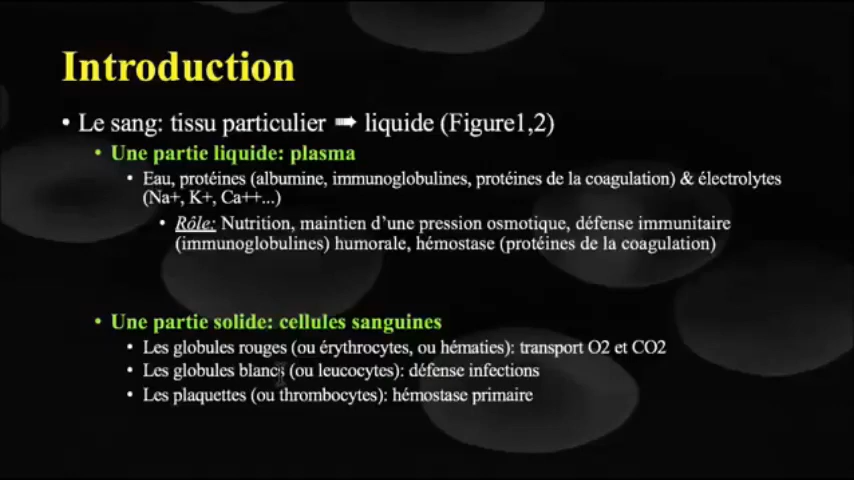 Introduction
• Le sang: tissu particulier ➡ liquide (Figure1,2)
• Une partie liquide: plasma
• Eau, protéines (albumine, immunoglobulines, protéines de la coagulation) & électrolytes
(Na+, K+, Ca++...)
• Rôle: Nutrition, maintien d'une pression osmotique, défense immunitaire
(immunoglobulines) humorale, hémostase (protéines de la coagulation)
• Une partie solide: cellules sanguines
• Les globules rouges (ou érythrocytes, ou hématies): transport O2 et CO2
• Les globules blancs (ou leucocytes): défense infections
• Les plaquettes (ou thrombocytes): hémostase primaire